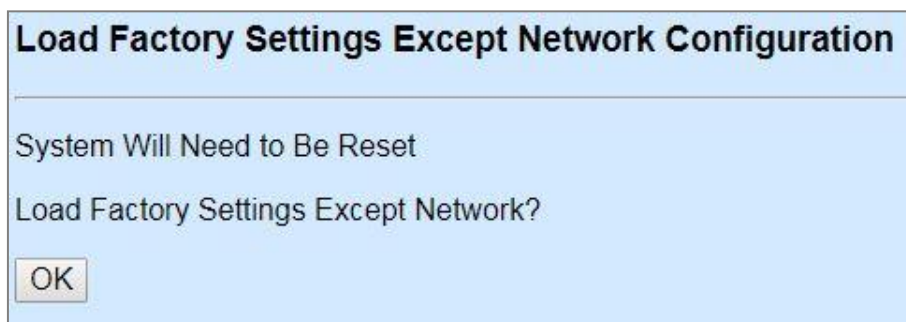 Load Factory Settings Except Network Configuration
System Will Need to Be Reset
Load Factory Settings Except Network?
OK